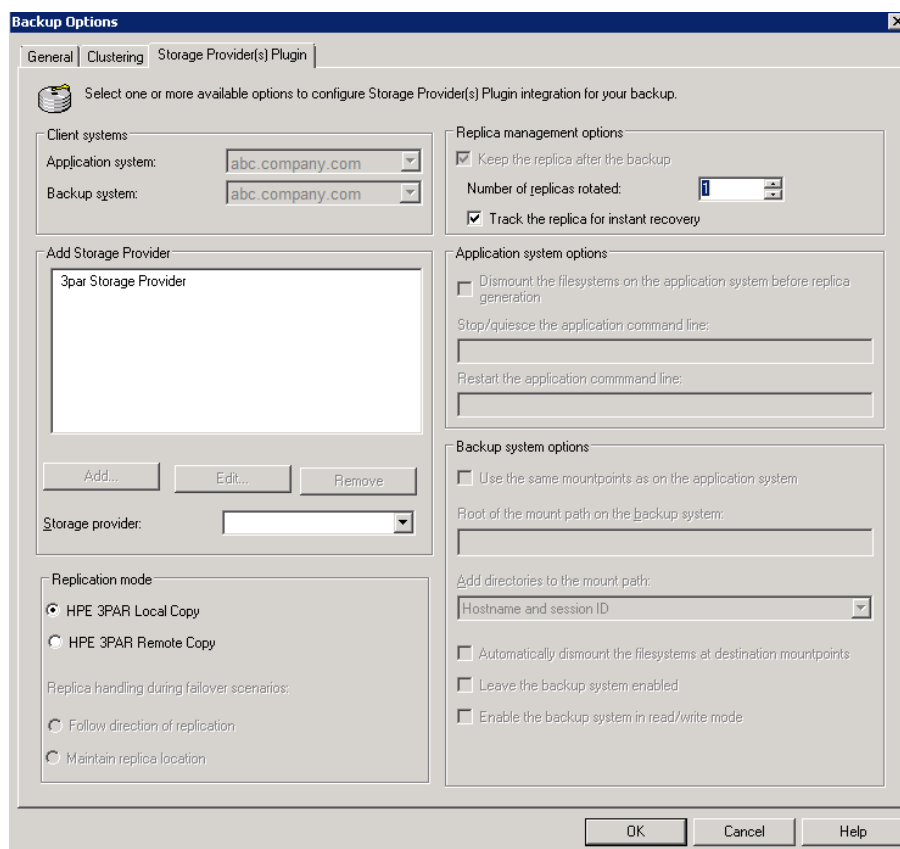 Backup Options
General
Clustering
Storage Provider(s) Plugin
Select one or more available options to configure Storage Provider(s) Plugin integration for your backup.
Client systems
Application system:
abc.company.com
Backup system:
abc.company.com
Add Storage Provider
3par Storage Provider
Add...
Edit...
Remove
Storage provider:
Replication mode
HPE 3PAR Local Copy
HPE 3PAR Remote Copy
Replica handling during failover scenarios:
Follow direction of replication
Maintain replica location
Replica management options
Keep the replica after the backup
Number of replicas rotated:
1
Track the replica for instant recovery
Application system options
Dismount the filesystems on the application system before replica
generation
Stop/quiesce the application command line:
Restart the application commmand line:
Backup system options
Use the same mountpoints as on the application system
Root of the mount path on the backup system:
Add directories to the mount path:
Hostname and session ID
Automatically dismount the filesystems at destination mountpoints
Leave the backup system enabled
Enable the backup system in read/write mode
OK
Cancel
Help